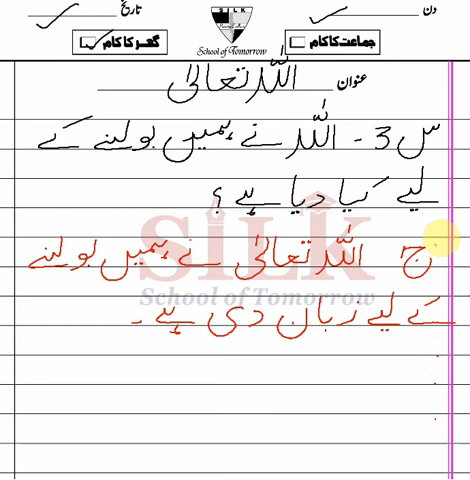 دن تاریخ
SILK
جماعت کا کام گھر کا کام
School of Tomorrow
عنوان اللہ تعالیٰ
س 3 - اللہ نے ہمیں بولنے کے
لیے کیا دیا ہے ؟
SILK
ج اللہ تعالیٰ نے ہمیں بولنے
School of Tomorrow
کے لیے زبان دی ہے ۔